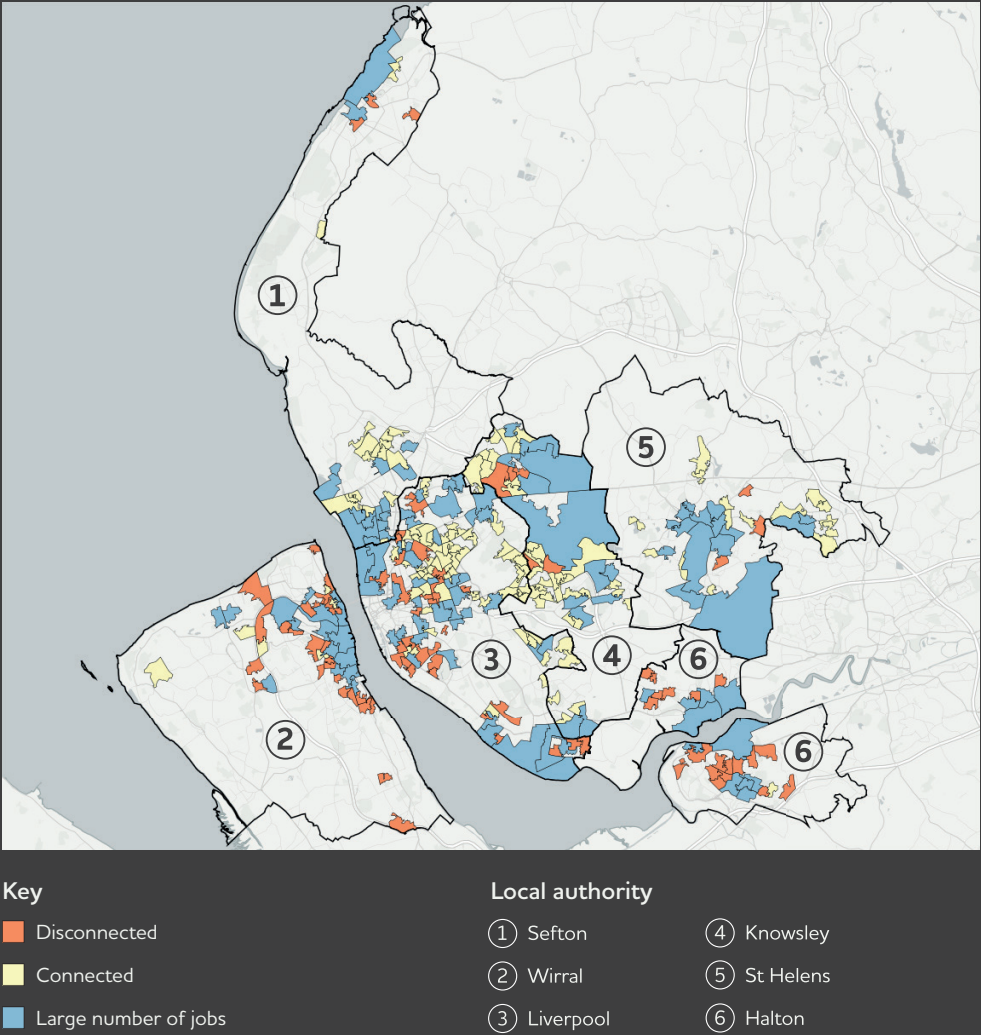 1
5
3
4
6
2
6
Key
Disconnected
Connected
Large number of jobs
Local authority
1 Sefton
2 Wirral
3 Liverpool
4 Knowsley
5 St Helens
6 Halton